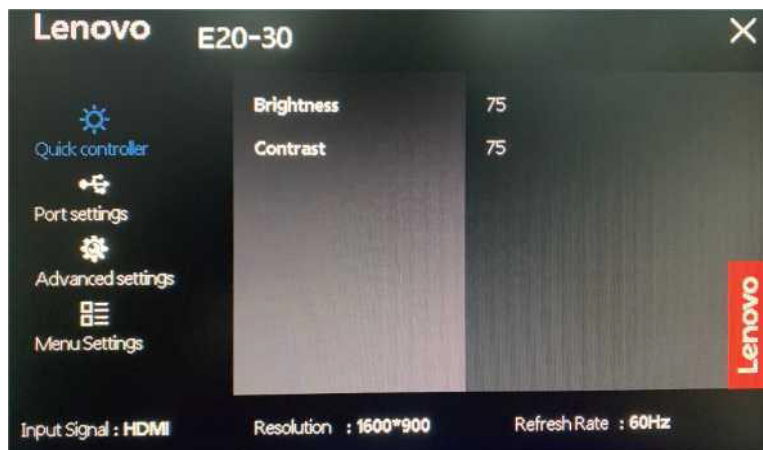 Lenovo E20-30
Brightness 75
Quick controller
Contrast 75
Port settings
Advanced settings
Menu Settings
Lenovo
Input Signal : HDMI Resolution : 1600*900 Refresh Rate : 60Hz